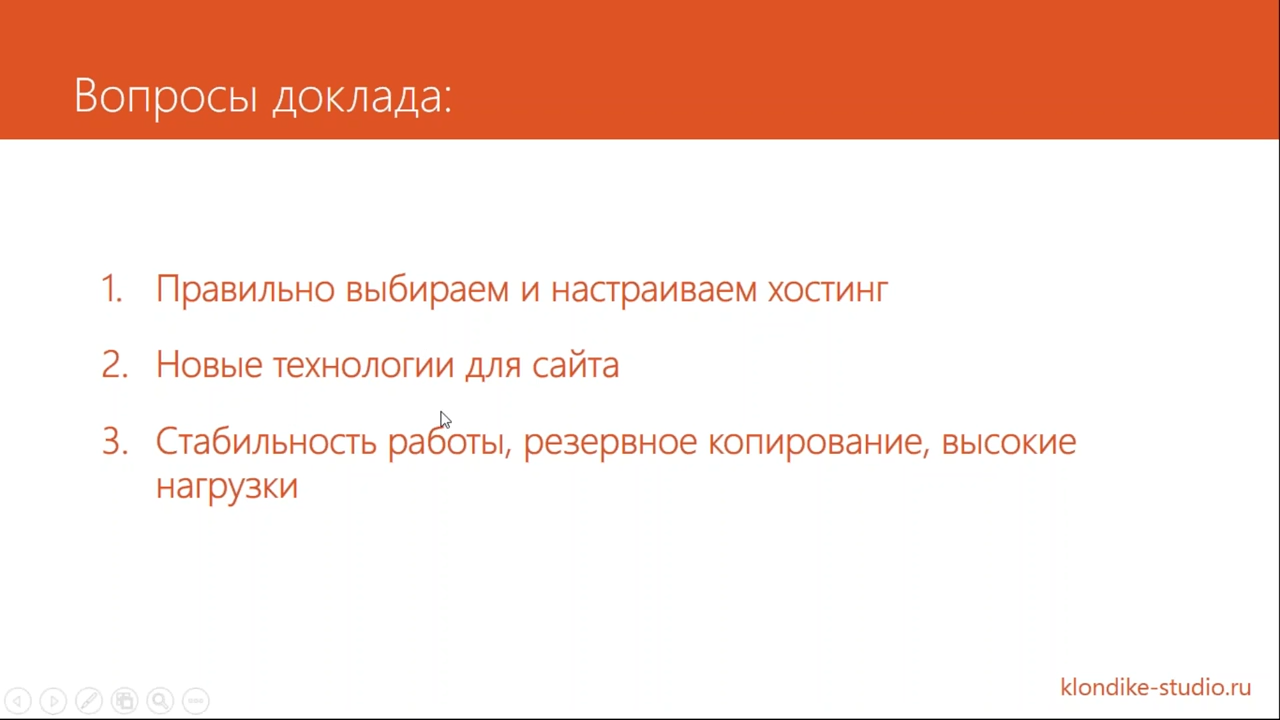 Вопросы доклада:
1. Правильно выбираем и настраиваем хостинг
2. Новые технологии для сайта
3. Стабильность работы, резервное копирование, высокие
нагрузки
klondike-studio.ru